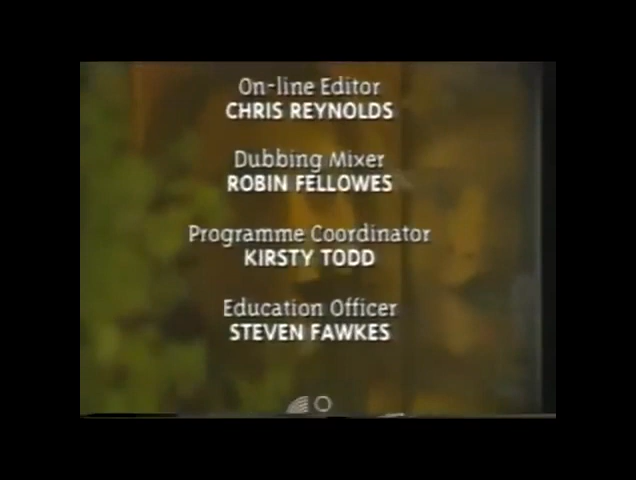 On-line Editor
CHRIS REYNOLDS
Dubbing Mixer
ROBIN FELLOWES
Programme Coordinator
KIRSTY TODD
Education Officer
STEVEN FAWKES